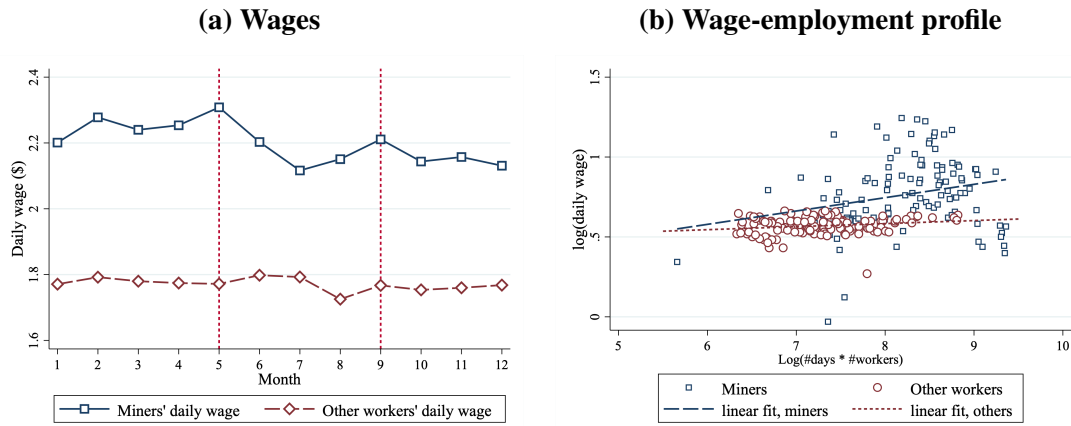 (a) Wages
Daily wage ($)
2.4
2.2
2
1.8
1.6
1 2 3 4 5 6 7 8 9 10 11 12
Month
Miners' daily wage Other workers' daily wage
(b) Wage-employment profile
log(daily wage)
1.5
1
.5
0
5 6 7 8 9 10
Log(#days * #workers)
Miners Other workers
linear fit, miners linear fit, others